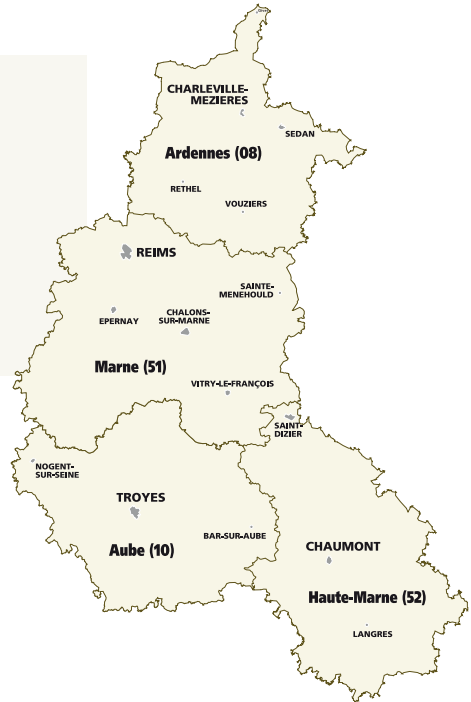 CHARLEVILLE-
MEZIERES
SEDAN
Ardennes (08)
RETHEL
VOUZIERS
REIMS
SAINTE-
MENEHOULD
EPERNAY
CHALONS-
SUR-MARNE
Marne (51)
VITRY-LE-FRANÇOIS
SAINT-
DIZIER
NOGENT-
SUR-SEINE
TROYES
BAR-SUR-AUBE
Aube (10)
CHAUMONT
Haute-Marne (52)
LANGRES